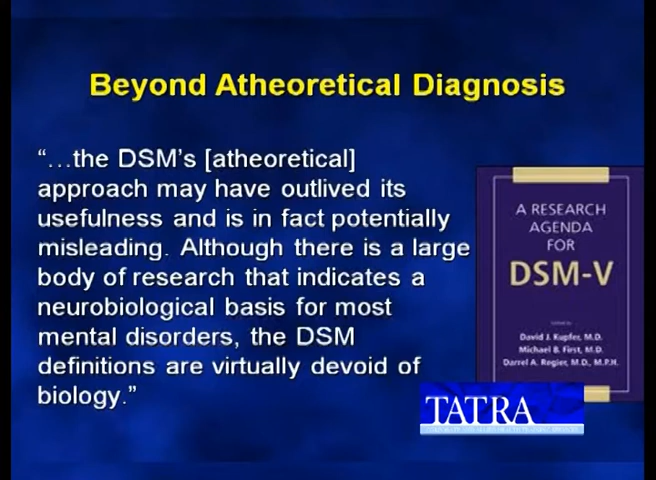 Beyond Atheoretical Diagnosis
“…the DSM’s [atheoretical]
approach may have outlived its
usefulness and is in fact potentially
misleading. Although there is a large
body of research that indicates a
neurobiological basis for most
mental disorders, the DSM
definitions are virtually devoid of
biology.”
A RESEARCH
AGENDA
FOR
DSM-V
Edited by
David J. Kupfer, M.D.
Michael B. First, M.D.
Darrel A. Regier, M.D., M.P.H.
TATRA